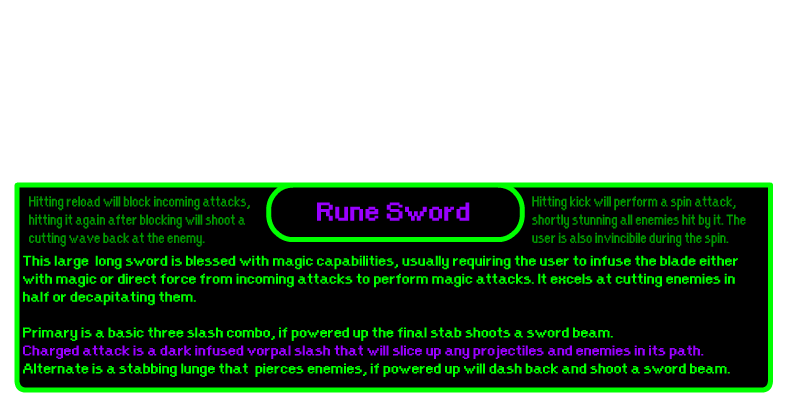 Rune Sword
Hitting reload will block incoming attacks,
hitting it again after blocking will shoot a
cutting wave back at the enemy.
Hitting kick will perform a spin attack,
shortly stunning all enemies hit by it. The
user is also invincibile during the spin.
This large  long sword is blessed with magic capabilities, usually requiring the user to infuse the blade either
with magic or direct force from incoming attacks to perform magic attacks. It excels at cutting enemies in
half or decapitating them.
Primary is a basic three slash combo, if powered up the final stab shoots a sword beam.
Charged attack is a dark infused vorpal slash that will slice up any projectiles and enemies in its path.
Alternate is a stabbing lunge that  pierces enemies, if powered up will dash back and shoot a sword beam.